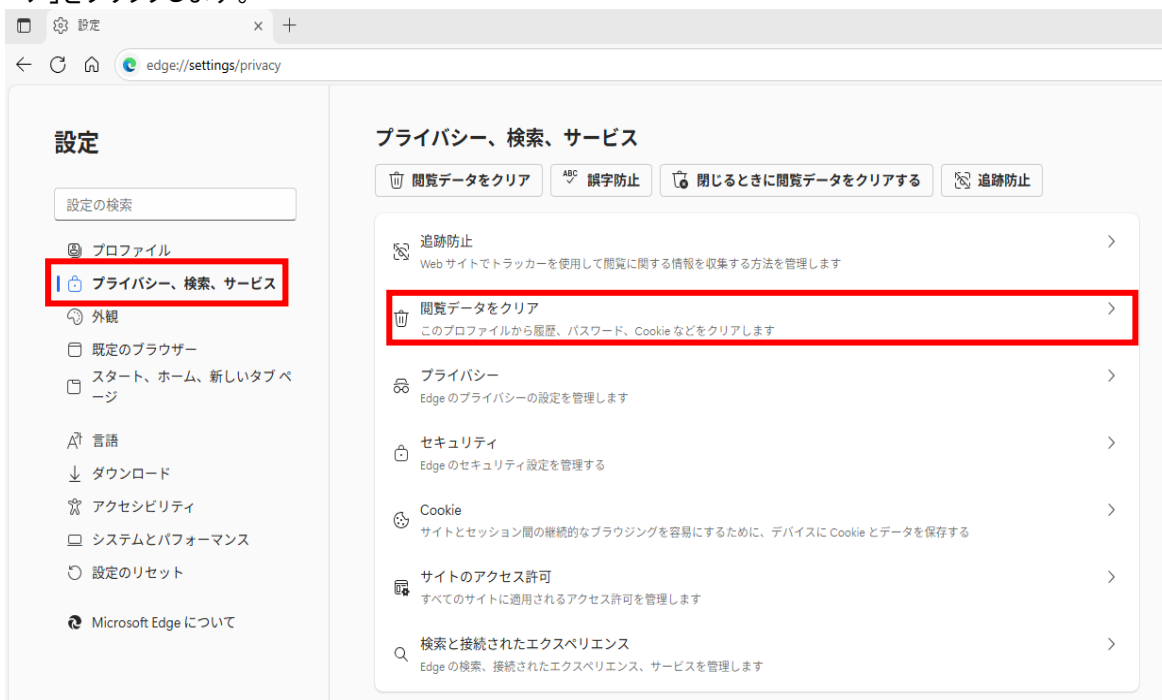 設定
edge://settings/privacy
設定
設定の検索
プロファイル
プライバシー、検索、サービス
外観
既定のブラウザー
スタート、ホーム、新しいタブ ペ
ージ
言語
ダウンロード
アクセシビリティ
システムとパフォーマンス
設定のリセット
Microsoft Edge について
プライバシー、検索、サービス
閲覧データをクリア
ABC 誤字防止
閉じるときに閲覧データをクリアする
追跡防止
追跡防止
Web サイトでトラッカーを使用して閲覧に関する情報を収集する方法を管理します
閲覧データをクリア
このプロファイルから履歴、パスワード、Cookie などをクリアします
プライバシー
Edge のプライバシーの設定を管理します
セキュリティ
Edge のセキュリティ設定を管理する
Cookie
サイトとセッション間の継続的なブラウジングを容易にするために、デバイスに Cookie とデータを保存する
サイトのアクセス許可
すべてのサイトに適用されるアクセス許可を管理します
検索と接続されたエクスペリエンス
Edge の検索、接続されたエクスペリエンス、サービスを管理します